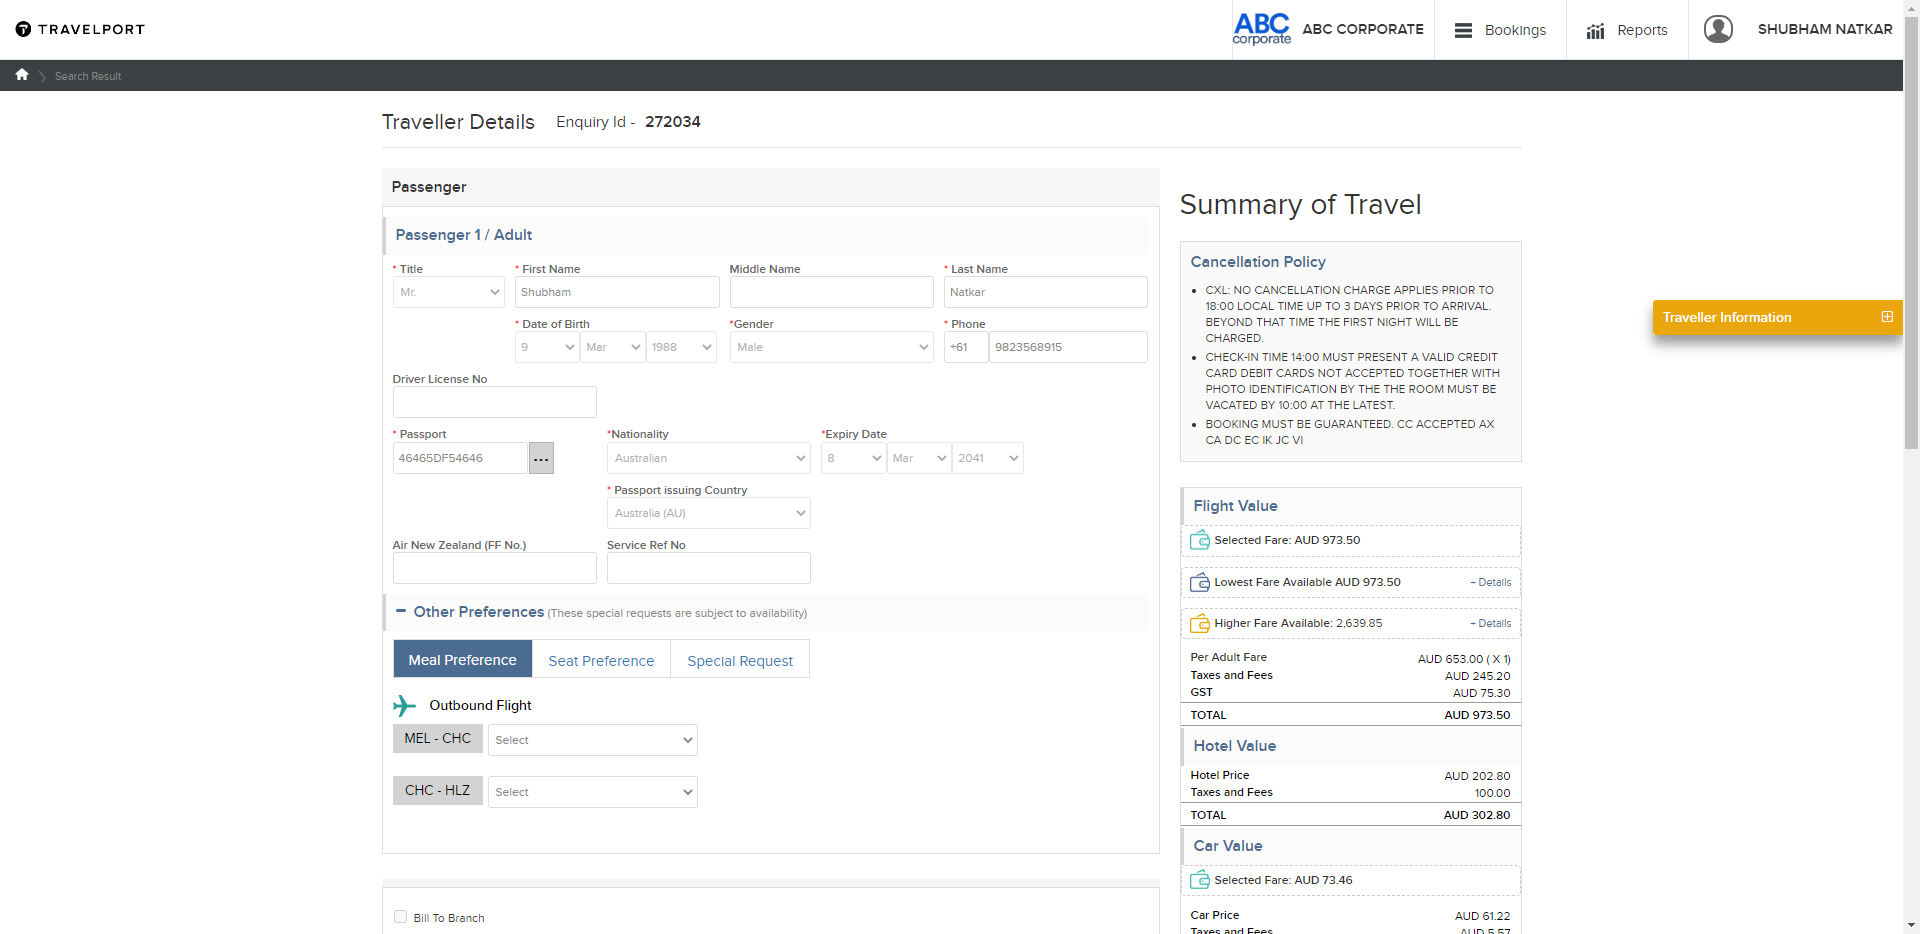 TRAVELPORT
ABC corporate
ABC CORPORATE
Bookings
Reports
SHUBHAM NATKAR
Search Result
Traveller Details Enquiry Id - 272034
Passenger
Passenger 1 / Adult
* Title
* First Name
Middle Name
* Last Name
Mr.
Shubham
Natkar
* Date of Birth
*Gender
* Phone
9
Mar
1988
Male
+61
9823568915
Driver License No
* Passport
*Nationality
*Expiry Date
46465DF54646
...
Australian
8
Mar
2041
* Passport issuing Country
Australia (AU)
Air New Zealand (FF No.)
Service Ref No
Other Preferences (These special requests are subject to availability)
Meal Preference
Seat Preference
Special Request
Outbound Flight
MEL - CHC
Select
CHC - HLZ
Select
Bill To Branch
Summary of Travel
Cancellation Policy
• CXL: NO CANCELLATION CHARGE APPLIES PRIOR TO
18:00 LOCAL TIME UP TO 3 DAYS PRIOR TO ARRIVAL.
BEYOND THAT TIME THE FIRST NIGHT WILL BE
CHARGED.
• CHECK-IN TIME 14:00 MUST PRESENT A VALID CREDIT
CARD DEBIT CARDS NOT ACCEPTED TOGETHER WITH
PHOTO IDENTIFICATION BY THE THE ROOM MUST BE
VACATED BY 10:00 AT THE LATEST.
• BOOKING MUST BE GUARANTEED. CC ACCEPTED AX
CA DC EC IK JC VI
Flight Value
Selected Fare: AUD 973.50
Lowest Fare Available AUD 973.50 + Details
Higher Fare Available: 2,639.85 + Details
Per Adult Fare AUD 653.00 ( X 1)
Taxes and Fees AUD 245.20
GST AUD 75.30
TOTAL AUD 973.50
Hotel Value
Hotel Price AUD 202.80
Taxes and Fees 100.00
TOTAL AUD 302.80
Car Value
Selected Fare: AUD 73.46
Car Price AUD 61.22
Taxes and Fees AUD 5.57
Traveller Information